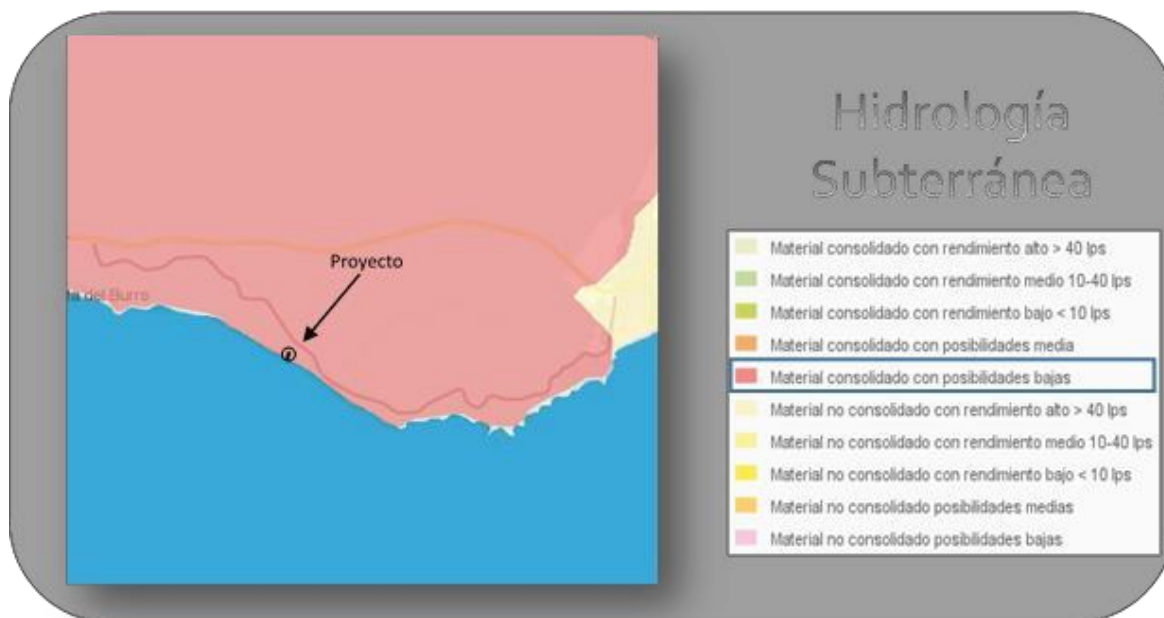 Hidrología
Subterránea
Proyecto
del Burro
Material consolidado con rendimiento alto > 40 lps
Material consolidado con rendimiento medio 10-40 lps
Material consolidado con rendimiento bajo < 10 lps
Material consolidado con posibilidades media
Material consolidado con posibilidades bajas
Material no consolidado con rendimiento alto > 40 lps
Material no consolidado con rendimiento medio 10-40 lps
Material no consolidado con rendimiento bajo < 10 lps
Material no consolidado posibilidades medias
Material no consolidado posibilidades bajas